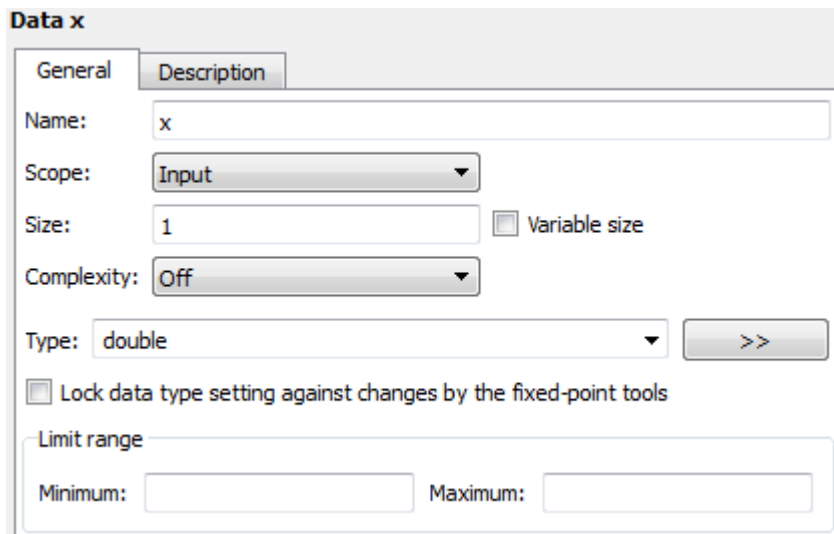 Data x
General Description
Name: x
Scope: Input
Size: 1 Variable size
Complexity: Off
Type: double >>
Lock data type setting against changes by the fixed-point tools
Limit range
Minimum: Maximum: